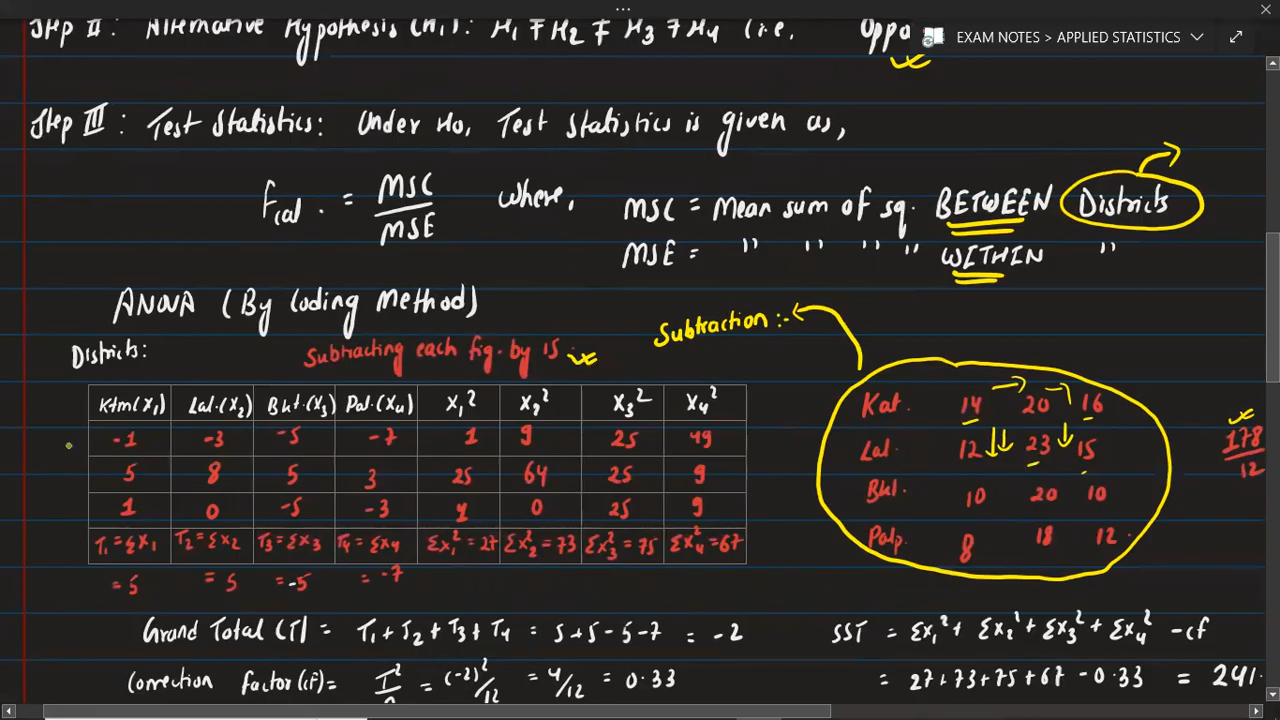 Step II : Alternative Hypothesis (H1): H1 ≠ H2 ≠ H3 ≠ H4 (i.e. Oppo
EXAM NOTES > APPLIED STATISTICS
Step III : Test Statistics: Under Ho, Test statistics is given as,
Fcal. = MSC / MSE where, MSC = Mean sum of sq. BETWEEN Districts
MSE = " " " " WITHIN "
ANOVA (By Coding Method)
Subtraction :-
Districts: Subtracting each fig. by 15
Ktm(X1) Lal.(X2) Bkt.(X3) Pal.(X4) X1² X2² X3² X4²
-1 -3 -5 -7 1 9 25 49
5 8 5 3 25 64 25 9
1 0 -5 -3 1 0 25 9
T1 = ΣX1 T2 = ΣX2 T3 = ΣX3 T4 = ΣX4 ΣX1² = 27 ΣX2² = 73 ΣX3² = 75 ΣX4² = 67
= 5 = 5 = -5 = -7
Kat. 14 20 16
Lal. 12 23 15
Bkt. 10 20 10
Palp. 8 18 12
178
12
Grand Total (T) = T1 + T2 + T3 + T4 = 5+5-5-7 = -2
Correction factor (cf) = T²/n = (-2)²/12 = 4/12 = 0.33
SST = ΣX1² + ΣX2² + ΣX3² + ΣX4² - cf
= 27+73+75+67 - 0.33 = 241.